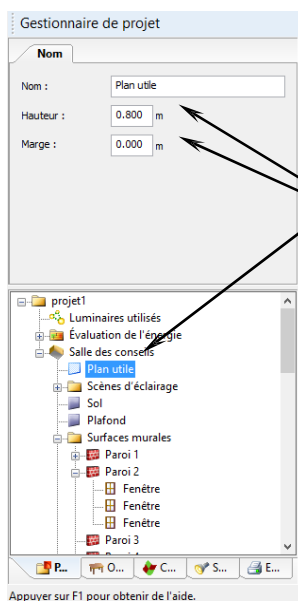 Gestionnaire de projet
Nom
Nom :
Plan utile
Hauteur :
0.800 m
Marge :
0.000 m
projet1
Luminaires utilisés
Évaluation de l'énergie
Salle des conseils
Plan utile
Scènes d'éclairage
Sol
Plafond
Surfaces murales
Paroi 1
Paroi 2
Fenêtre
Fenêtre
Fenêtre
Paroi 3
P... O... C... S... E...
Appuyer sur F1 pour obtenir de l'aide.